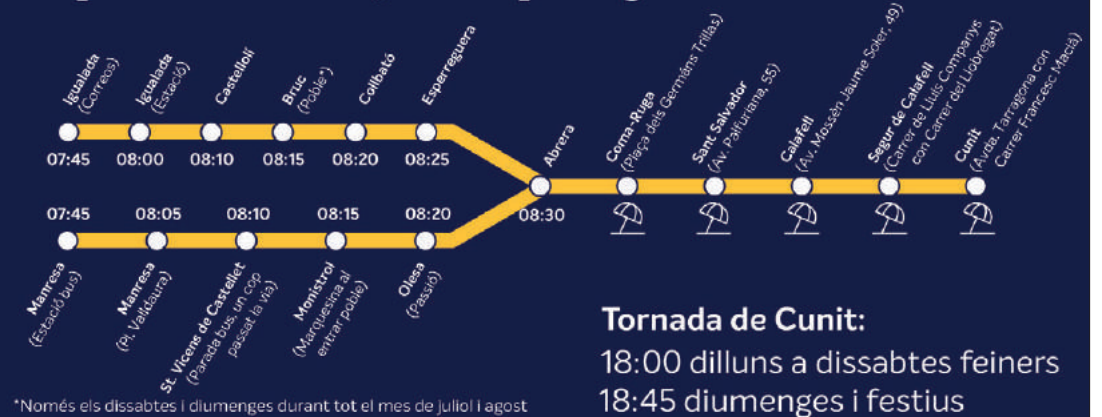 Igualada
(Correos)
Igualada
(Estació)
Castellolí
Bruc
(Poble*)
Collbató
Esperreguera
07:45
08:00
08:10
08:15
08:20
08:25
Abrera
08:30
Coma-Ruga
(Plaça dels Germàns Trillas)
Sant Salvador
(Av. Palfuriana, 55)
Calafell
(Av. Mossèn Jaume Soler, 49)
Segur de Calafell
(Carrer de Lluís Companys
con Carrer del Llobregat)
Cunit
(Avda. Tarragona con
Carrer Francesc Macià)
07:45
08:05
08:10
08:15
08:20
Manresa
(Estació bus)
Manresa
(Pl. Valldaura)
St. Vicens de Castellet
(Parada bus, un cop
passat la via)
Monistrol
(Marquesina al
entrar poble)
Olesa
(Passió)
Tornada de Cunit:
18:00 dilluns a dissabtes feiners
18:45 diumenges i festius
*Només els dissabtes i diumenges durant tot el mes de juliol i agost